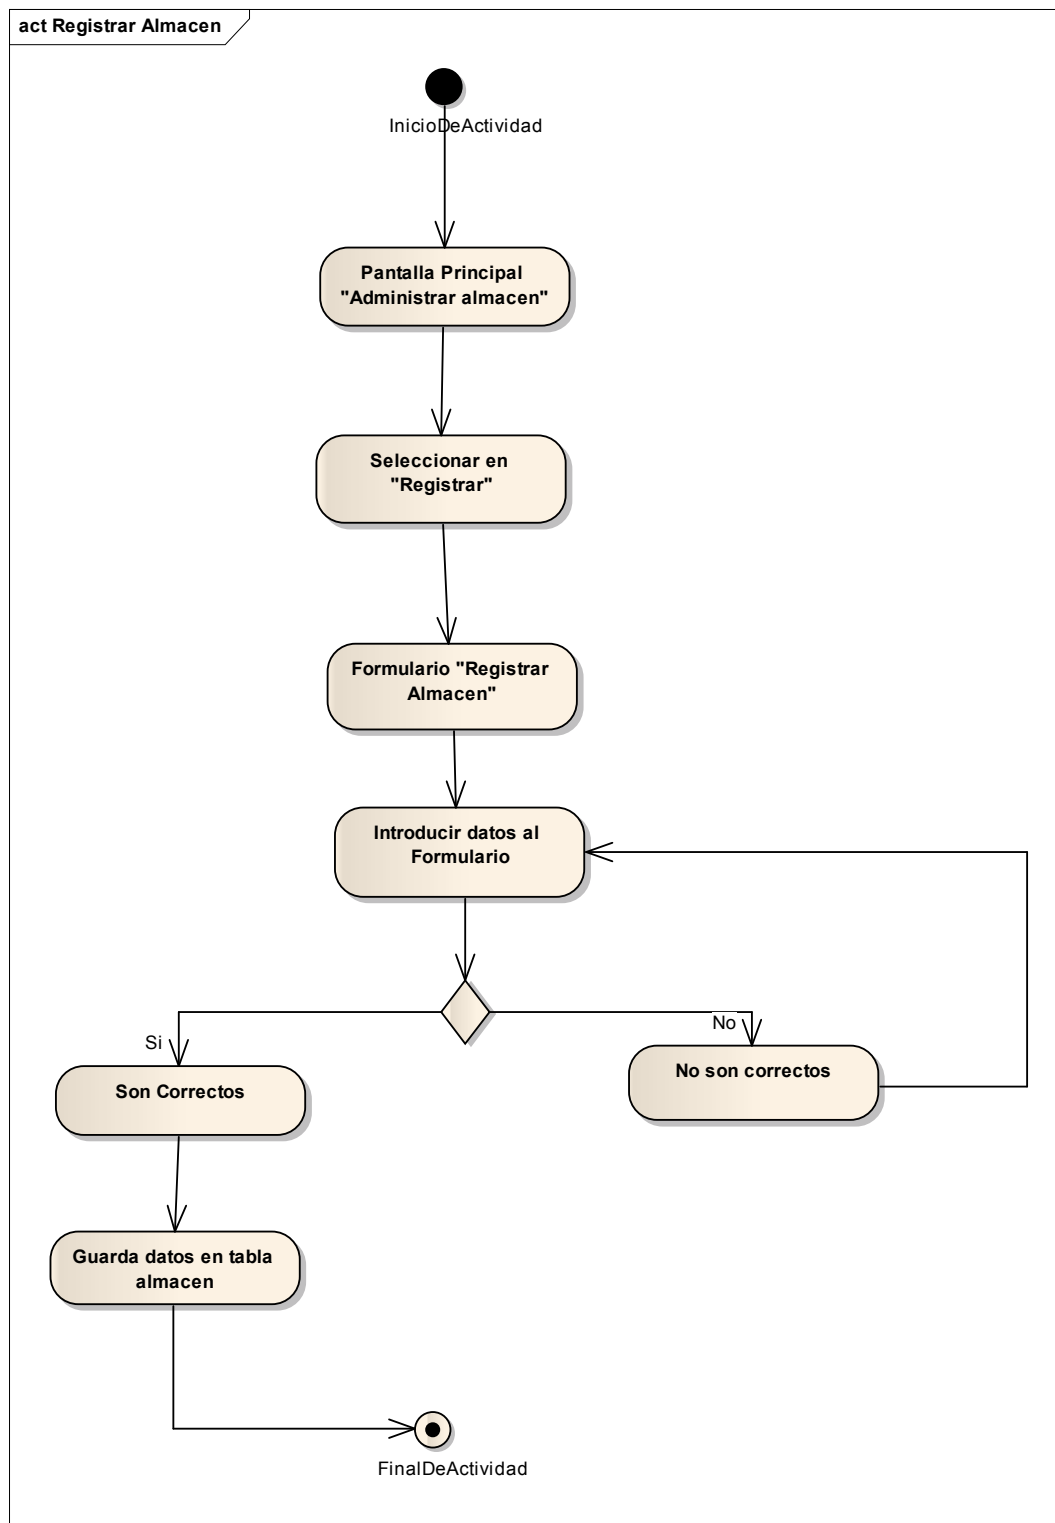 act Registrar Almacen
InicioDeActividad
Pantalla Principal
"Administrar almacen"
Seleccionar en
"Registrar"
Formulario "Registrar
Almacen"
Introducir datos al
Formulario
Si
No
Son Correctos
No son correctos
Guarda datos en tabla
almacen
FinalDeActividad